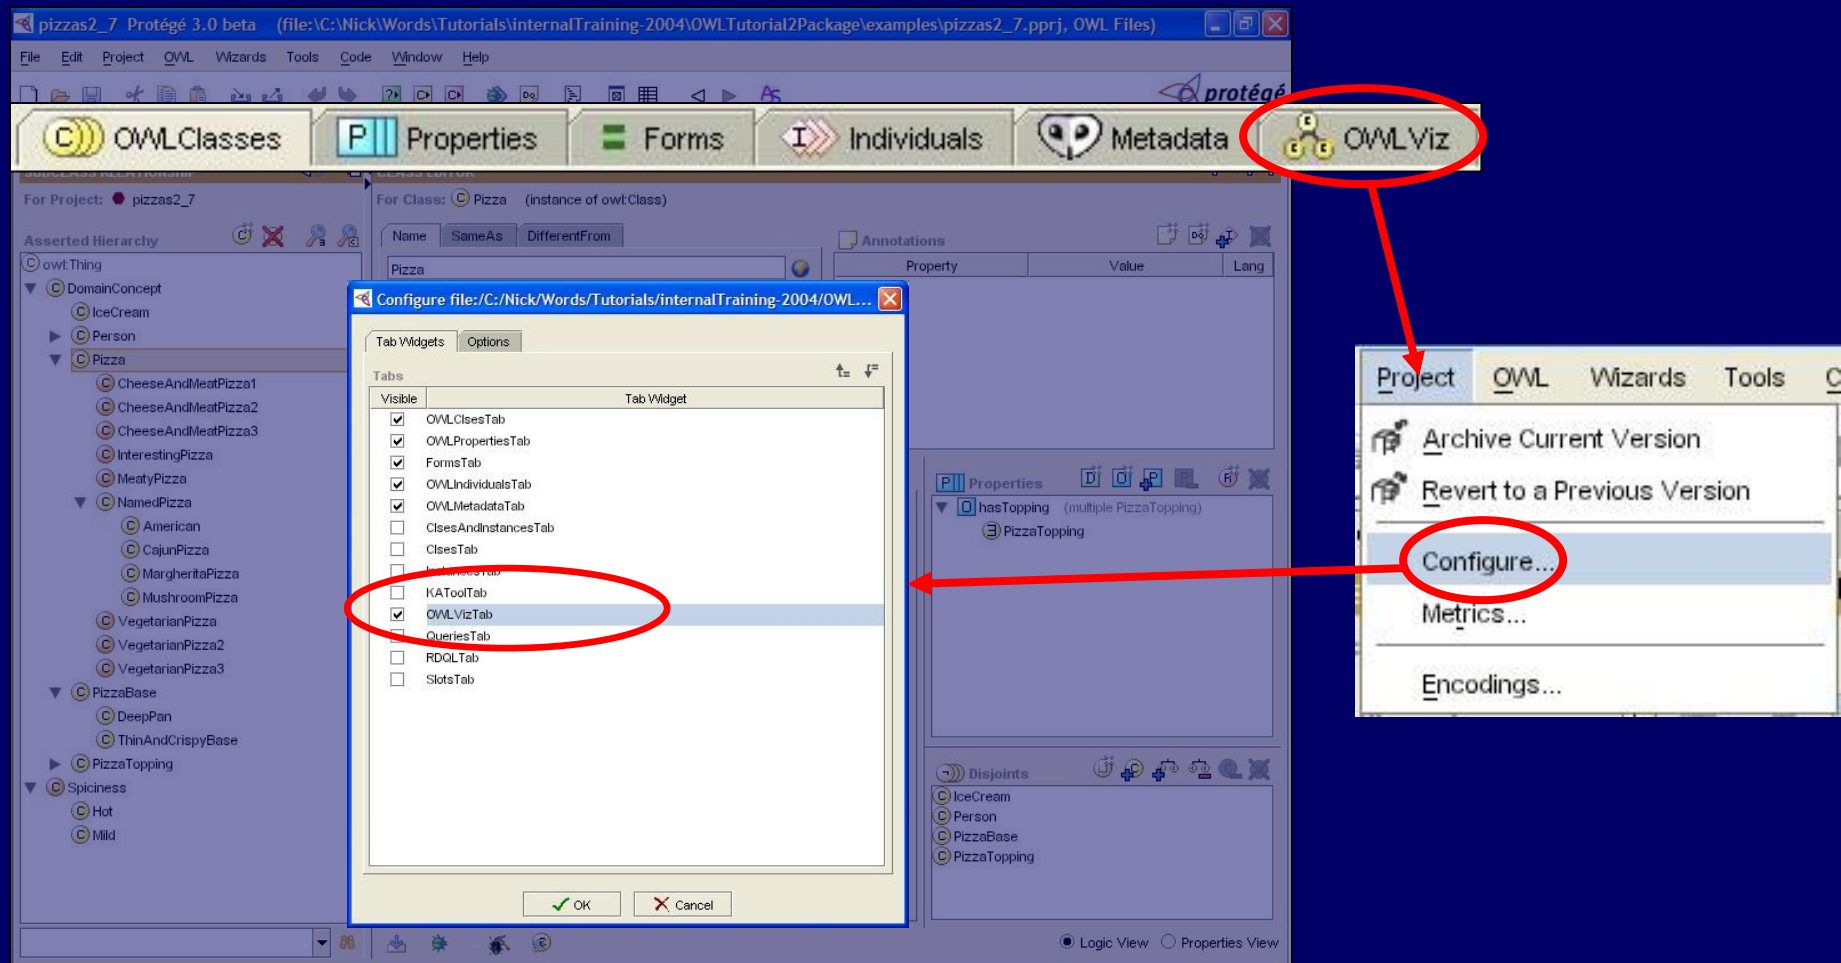 pizzas2_7 Protégé 3.0 beta (file:\C:\Nick\Words\Tutorials\internalTraining-2004\OWLTutorial2Package\examples\pizzas2_7.pprj, OWL Files)
File Edit Project OWL Wizards Tools Code Window Help
protégé
OWLClasses Properties Forms Individuals Metadata OWLViz
SUBCLASS RELATIONSHIP CLASS EDITOR
For Project: pizzas2_7 For Class: Pizza (instance of owl:Class)
Asserted Hierarchy
Name SameAs DifferentFrom
Annotations
Pizza
Property Value Lang
owl:Thing
DomainConcept
IceCream
Person
Pizza
CheeseAndMeatPizza1
CheeseAndMeatPizza2
CheeseAndMeatPizza3
InterestingPizza
MeatyPizza
NamedPizza
American
CajunPizza
MargheritaPizza
MushroomPizza
VegetarianPizza
VegetarianPizza2
VegetarianPizza3
PizzaBase
DeepPan
ThinAndCrispyBase
PizzaTopping
Spiciness
Hot
Mild
Configure file:/C:/Nick/Words/Tutorials/internalTraining-2004/OWL...
Tab Widgets Options
Tabs
Visible Tab Widget
OWLClsesTab
OWLPropertiesTab
FormsTab
OWLIndividualsTab
OWLMetadataTab
ClsesAndInstancesTab
ClsesTab
InstancesTab
KAToolTab
OWLVizTab
QueriesTab
RDQLTab
SlotsTab
OK Cancel
Properties
hasTopping (multiple PizzaTopping)
PizzaTopping
Disjoints
IceCream
Person
PizzaBase
PizzaTopping
Logic View Properties View
Project OWL Wizards Tools
Archive Current Version
Revert to a Previous Version
Configure...
Metrics...
Encodings...